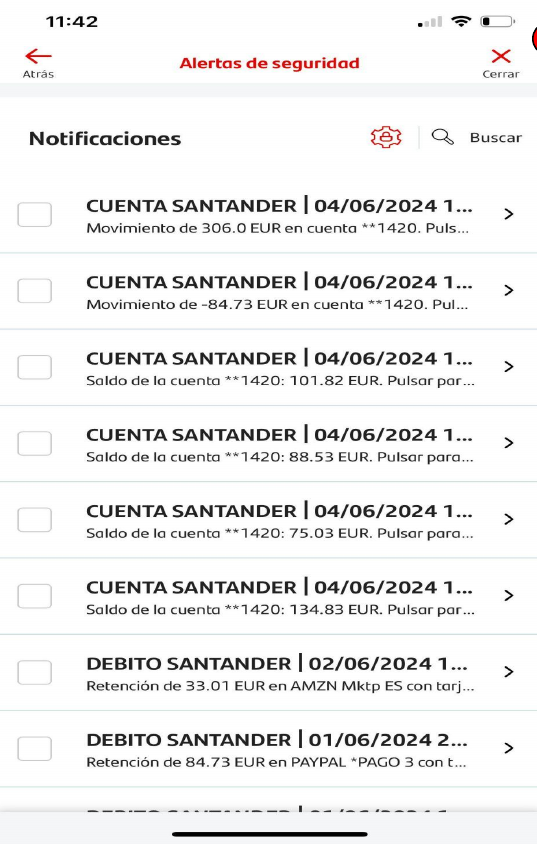 11:42
Atrás
Alertas de seguridad
Cerrar
Notificaciones
Buscar
CUENTA SANTANDER | 04/06/2024 1...
Movimiento de 306.0 EUR en cuenta **1420. Puls...
CUENTA SANTANDER | 04/06/2024 1...
Movimiento de -84.73 EUR en cuenta **1420. Pul...
CUENTA SANTANDER | 04/06/2024 1...
Saldo de la cuenta **1420: 101.82 EUR. Pulsar par...
CUENTA SANTANDER | 04/06/2024 1...
Saldo de la cuenta **1420: 88.53 EUR. Pulsar para...
CUENTA SANTANDER | 04/06/2024 1...
Saldo de la cuenta **1420: 75.03 EUR. Pulsar para...
CUENTA SANTANDER | 04/06/2024 1...
Saldo de la cuenta **1420: 134.83 EUR. Pulsar par...
DEBITO SANTANDER | 02/06/2024 1...
Retención de 33.01 EUR en AMZN Mktp ES con tarj...
DEBITO SANTANDER | 01/06/2024 2...
Retención de 84.73 EUR en PAYPAL *PAGO 3 con t...